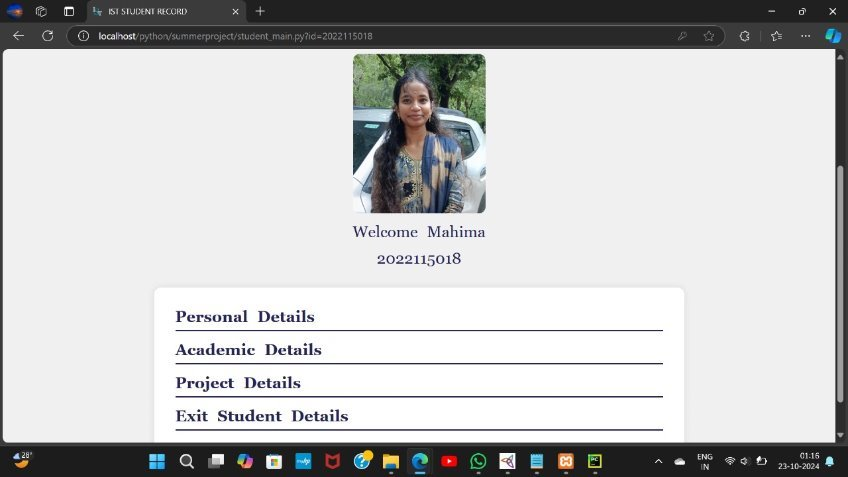 IST STUDENT RECORD
localhost/python/summerproject/student_main.py?id=2022115018
Welcome Mahima
2022115018
Personal Details
Academic Details
Project Details
Exit Student Details
28°
ENG
IN
01:16
23-10-2024